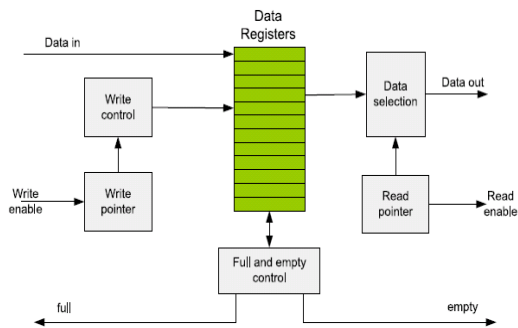 Data
Registers
Data in
Write
control
Data
selection
Data out
Write
enable
Write
pointer
Read
pointer
Read
enable
Full and empty
control
full
empty